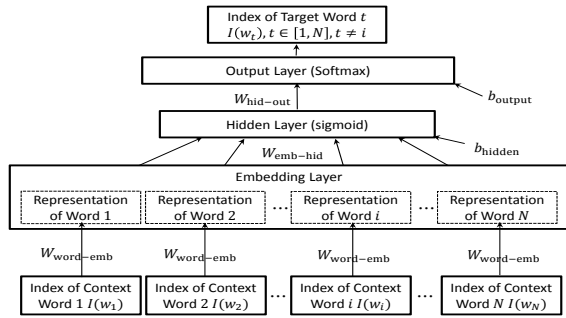 Index of Target Word t
I(w_t), t ∈ [1, N], t ≠ i
Output Layer (Softmax)
W_hid−out
b_output
Hidden Layer (sigmoid)
W_emb−hid
b_hidden
Embedding Layer
Representation of Word 1
Representation of Word 2
...
Representation of Word i
...
Representation of Word N
W_word−emb
W_word−emb
W_word−emb
W_word−emb
Index of Context Word 1 I(w_1)
Index of Context Word 2 I(w_2)
...
Index of Context Word i I(w_i)
...
Index of Context Word N I(w_N)